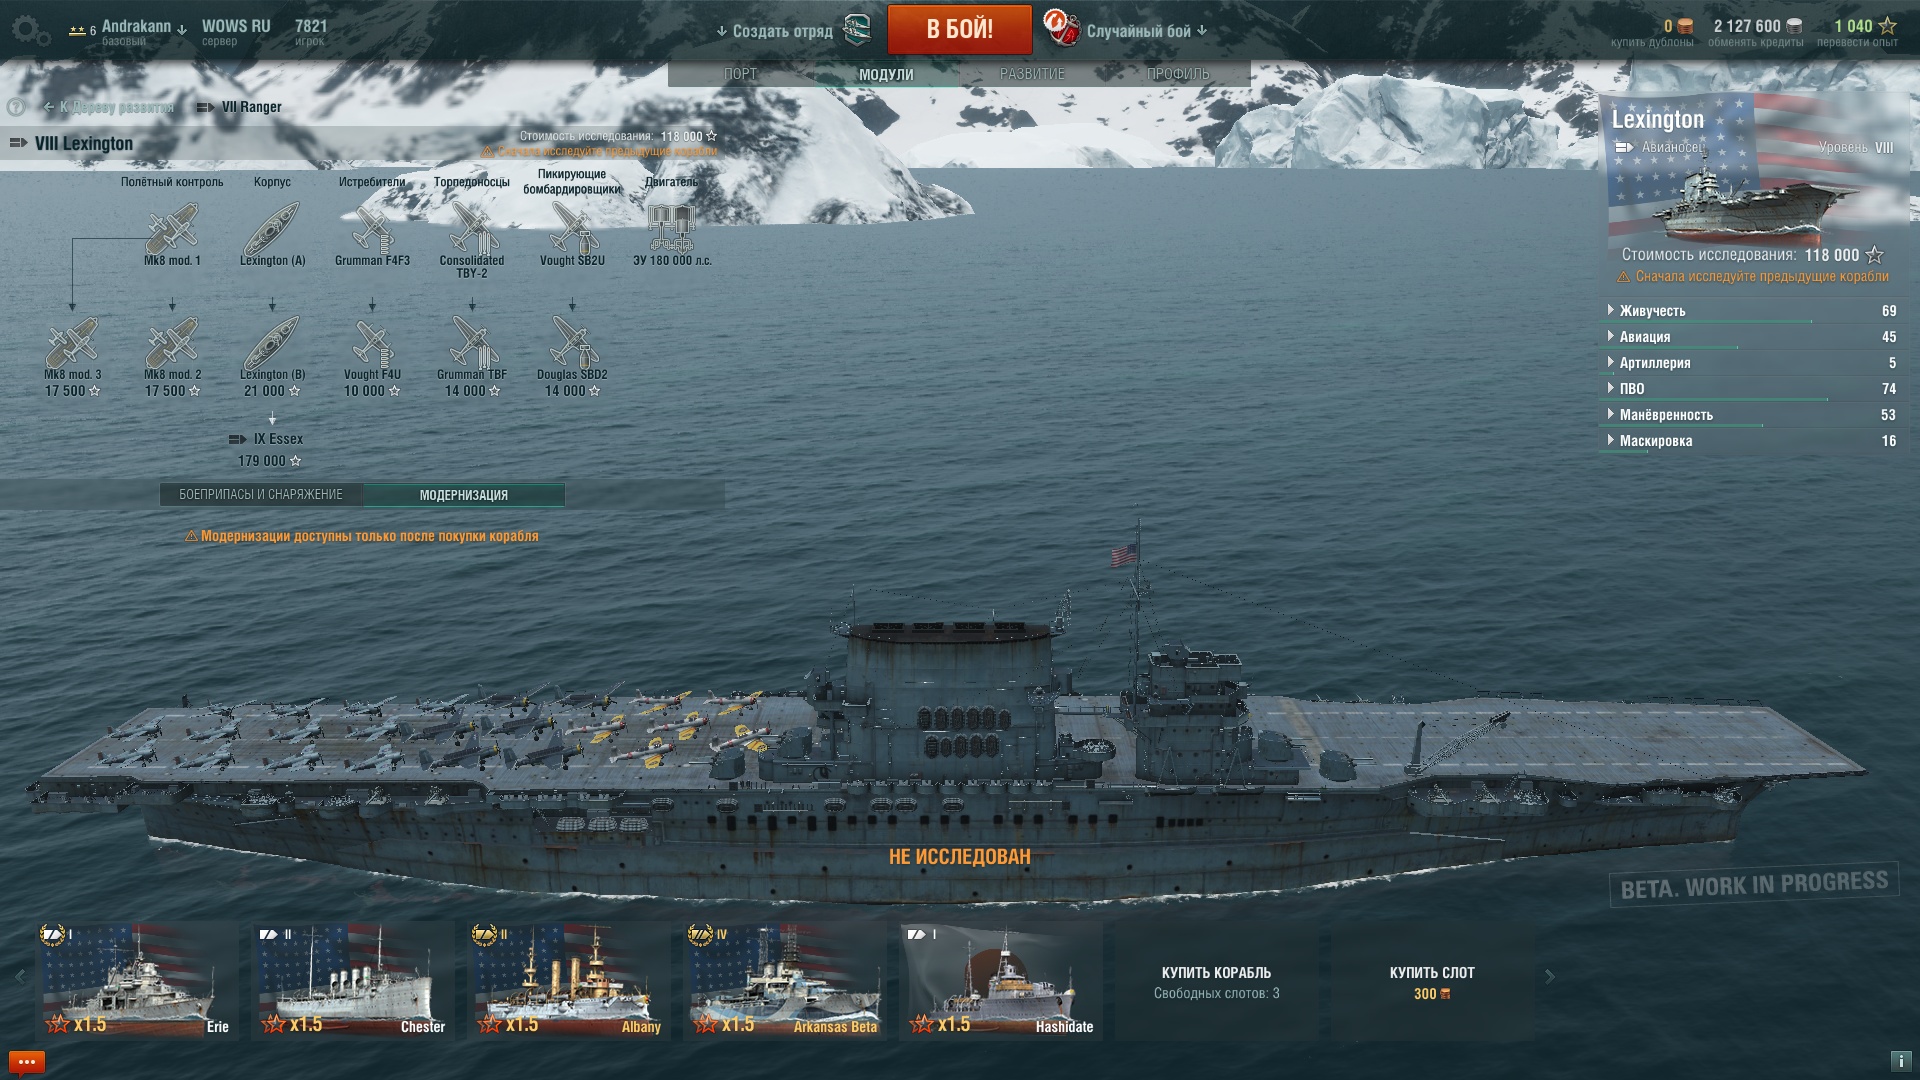 6 Andrakann
базовый
WOWS RU
сервер
7821
игрок
Создать отряд
В БОЙ!
Случайный бой
0
купить дублоны
2 127 600
обменять кредиты
1 040
перевести опыт
ПОРТ
МОДУЛИ
РАЗВИТИЕ
ПРОФИЛЬ
? К Дереву развития
VII Ranger
VIII Lexington
Стоимость исследования: 118 000
Сначала исследуйте предыдущие корабли
Полётный контроль
Корпус
Истребители
Торпедоносцы
Пикирующие
бомбардировщики
Двигатель
Mk8 mod. 1
Lexington (A)
Grumman F4F3
Consolidated
TBY-2
Vought SB2U
ЭУ 180 000 л.с.
Mk8 mod. 3
17 500
Mk8 mod. 2
17 500
Lexington (B)
21 000
Vought F4U
10 000
Grumman TBF
14 000
Douglas SBD2
14 000
IX Essex
179 000
БОЕПРИПАСЫ И СНАРЯЖЕНИЕ
МОДЕРНИЗАЦИЯ
Модернизации доступны только после покупки корабля
Lexington
Авианосец
Уровень VIII
Стоимость исследования: 118 000
Сначала исследуйте предыдущие корабли
Живучесть 69
Авиация 45
Артиллерия 5
ПВО 74
Манёвренность 53
Маскировка 16
НЕ ИССЛЕДОВАН
BETA. WORK IN PROGRESS
I
x1.5
Erie
II
x1.5
Chester
II
x1.5
Albany
IV
x1.5
Arkansas Beta
I
x1.5
Hashidate
КУПИТЬ КОРАБЛЬ
Свободных слотов: 3
КУПИТЬ СЛОТ
300
i